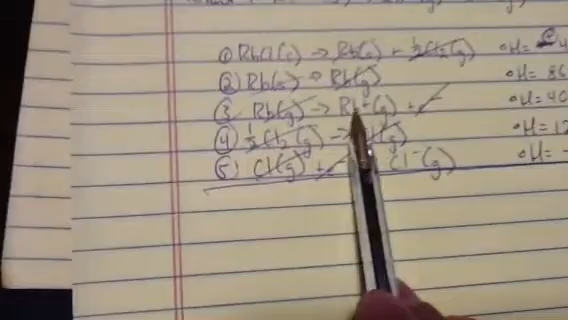 ① RbCl(s) → Rb(s) + ½Cl₂(g) ΔH=
② Rb(s) → Rb(g) ΔH= 86
③ Rb(g) → Rb⁺(g) + e⁻ ΔH= 40
④ ½Cl₂(g) → Cl(g) ΔH= 12
⑤ Cl(g) + Cl⁻(g) ΔH= -